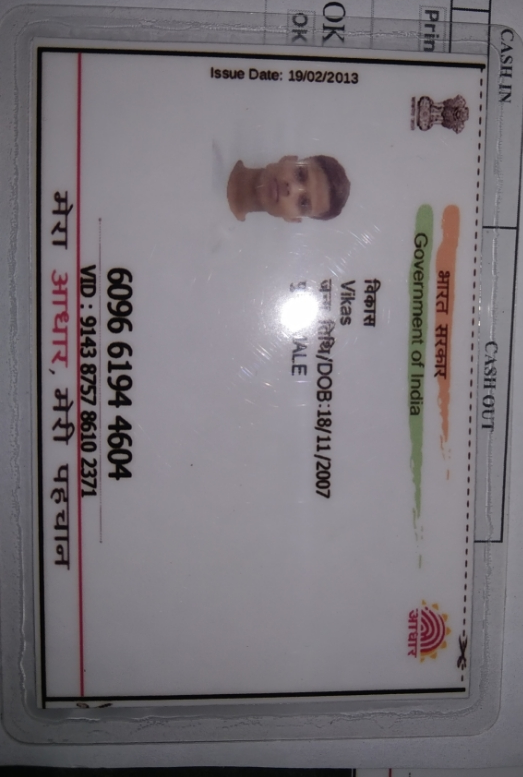 CASH IN
CASH OUT
OK
OK
भारत सरकार
Government of India
आधार
Issue Date: 19/02/2013
विकास
Vikas
जन्म तिथि/DOB:18/11/2007
6096 6194 4604
VID : 9143 8757 8610 2371
मेरा आधार, मेरी पहचान